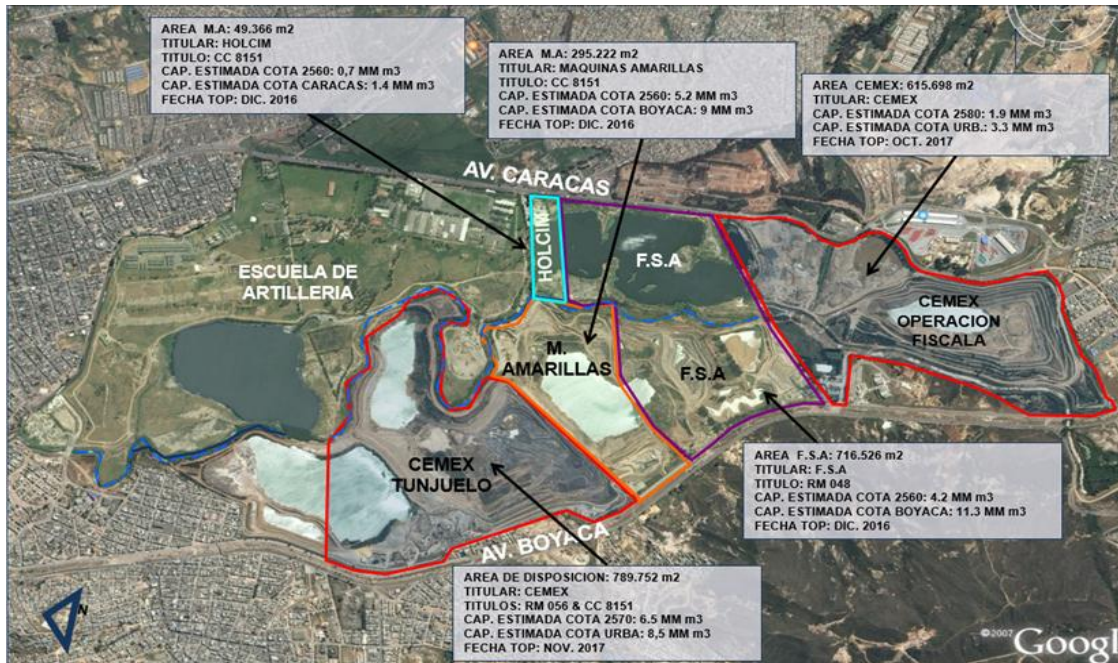 AREA M.A: 49.366 m2
TITULAR: HOLCIM
TITULO: CC 8151
CAP. ESTIMADA COTA 2560: 0,7 MM m3
CAP. ESTIMADA COTA CARACAS: 1.4 MM m3
FECHA TOP: DIC. 2016
AREA M.A: 295.222 m2
TITULAR: MAQUINAS AMARILLAS
TITULO: CC 8151
CAP. ESTIMADA COTA 2560: 5.2 MM m3
CAP. ESTIMADA COTA BOYACA: 9 MM m3
FECHA TOP: DIC. 2016
AREA CEMEX: 615.698 m2
TITULAR: CEMEX
CAP. ESTIMADA COTA 2580: 1.9 MM m3
CAP. ESTIMADA COTA URB.: 3.3 MM m3
FECHA TOP: OCT. 2017
AV. CARACAS
HOLCIM
F.S.A
ESCUELA DE
ARTILLERIA
CEMEX
OPERACION
FISCALA
M.
AMARILLAS
F.S.A
CEMEX
TUNJUELO
AV. BOYACA
AREA F.S.A: 716.526 m2
TITULAR: F.S.A
TITULO: RM 048
CAP. ESTIMADA COTA 2560: 4.2 MM m3
CAP. ESTIMADA COTA BOYACA: 11.3 MM m3
FECHA TOP: DIC. 2016
AREA DE DISPOSICION: 789.752 m2
TITULAR: CEMEX
TITULOS: RM 056 & CC 8151
CAP. ESTIMADA COTA 2570: 6.5 MM m3
CAP. ESTIMADA COTA URBA: 8,5 MM m3
FECHA TOP: NOV. 2017
N
©2007 Googl